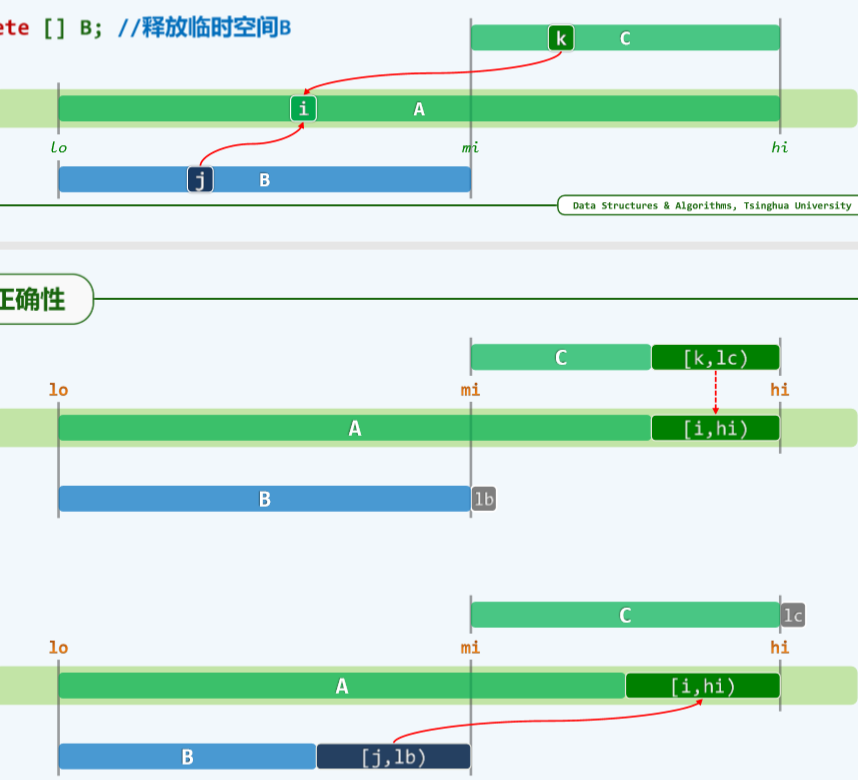 ete [] B; //释放临时空间B
k C
i A
lo mi hi
j B
Data Structures & Algorithms, Tsinghua University
正确性
C [k,lc)
lo mi hi
A [i,hi)
B lb
C lc
lo mi hi
A [i,hi)
B [j,lb)